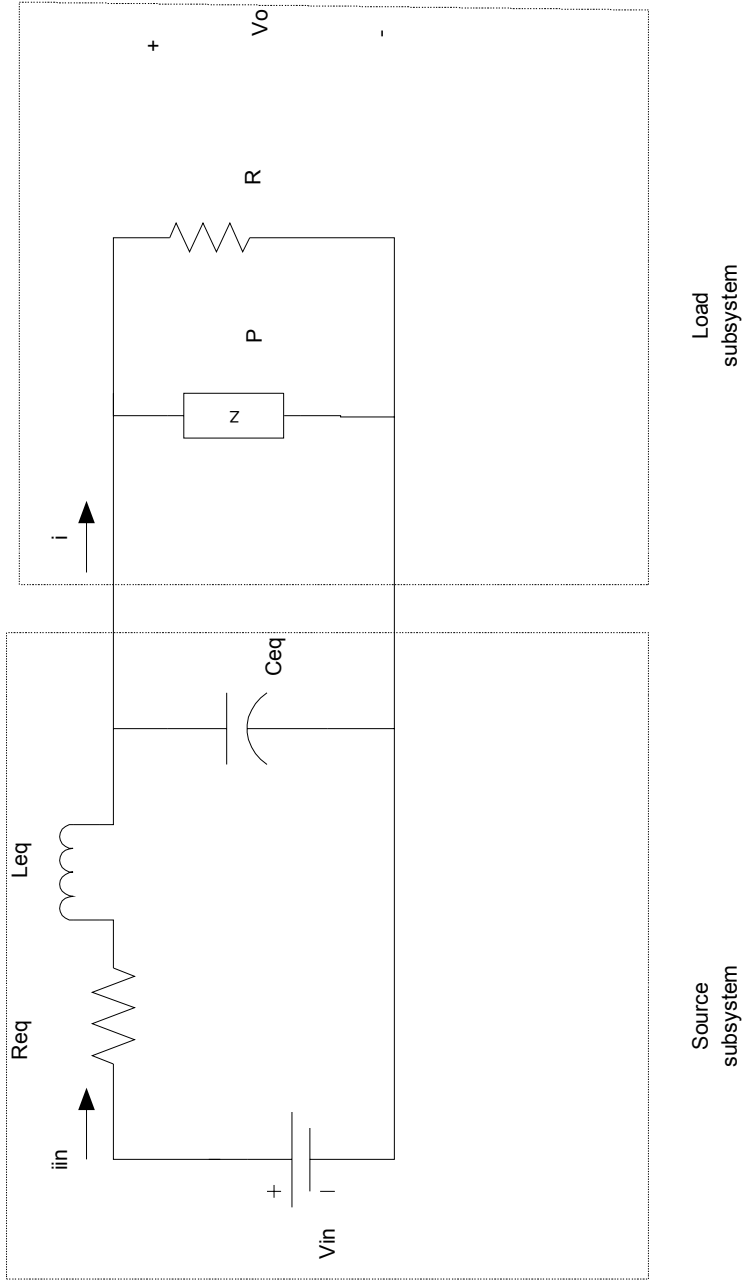 Req
Leq
iin
i
+
Vin
+
–
Ceq
Z
P
R
Vo
-
Source
subsystem
Load
subsystem